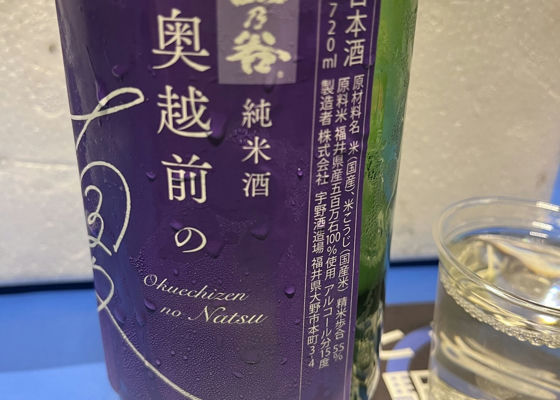 乃谷
奥越前の
純米酒
Okuechizen
no Natsu
日本酒
720ml
原材料名 米(国産)、米こうじ(国産米) 精米歩合 55%
原料米 福井県産五百万石100%使用 アルコール分15度
製造者 株式会社 宇野酒造場 福井県大野市本町3-4